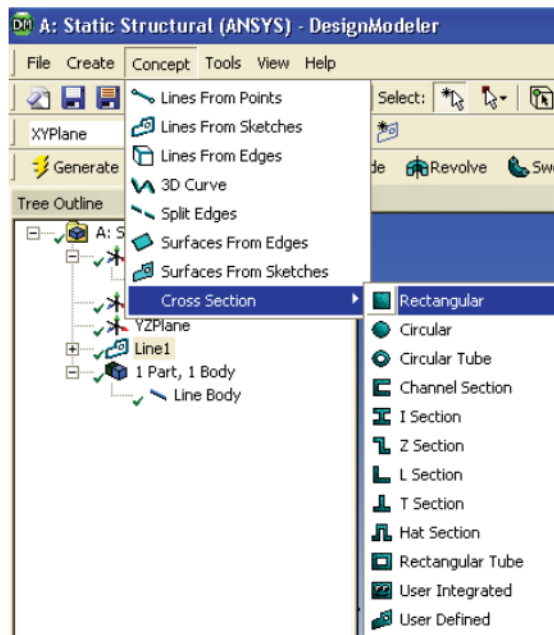 DM A: Static Structural (ANSYS) - DesignModeler
File Create Concept Tools View Help
Select:
XYPlane
Generate
Revolve
Tree Outline
A: S
YZPlane
Line1
1 Part, 1 Body
Line Body
Lines From Points
Lines From Sketches
Lines From Edges
3D Curve
Split Edges
Surfaces From Edges
Surfaces From Sketches
Cross Section
Rectangular
Circular
Circular Tube
Channel Section
I Section
Z Section
L Section
T Section
Hat Section
Rectangular Tube
User Integrated
User Defined